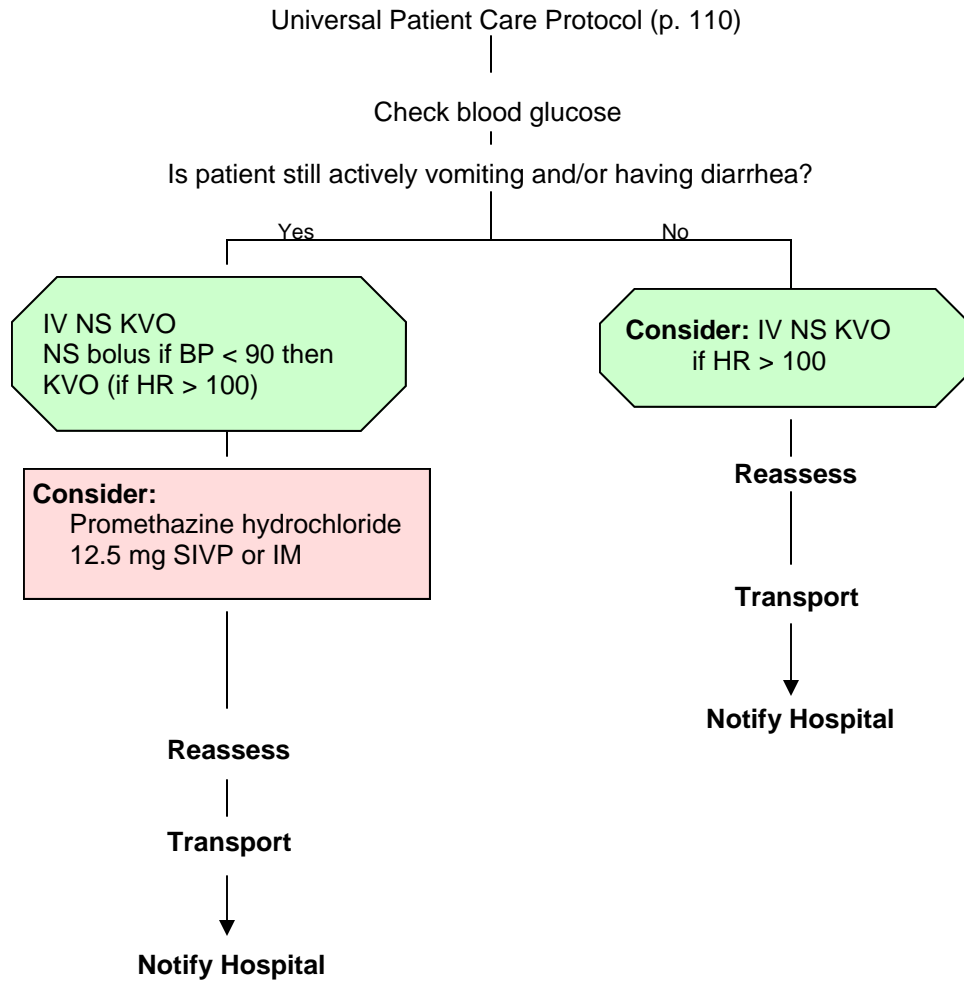 Universal Patient Care Protocol (p. 110)
Check blood glucose
Is patient still actively vomiting and/or having diarrhea?
Yes
No
IV NS KVO
NS bolus if BP < 90 then
KVO (if HR > 100)
Consider:
Promethazine hydrochloride
12.5 mg SIVP or IM
Reassess
Transport
Notify Hospital
Consider: IV NS KVO
if HR > 100
Reassess
Transport
Notify Hospital